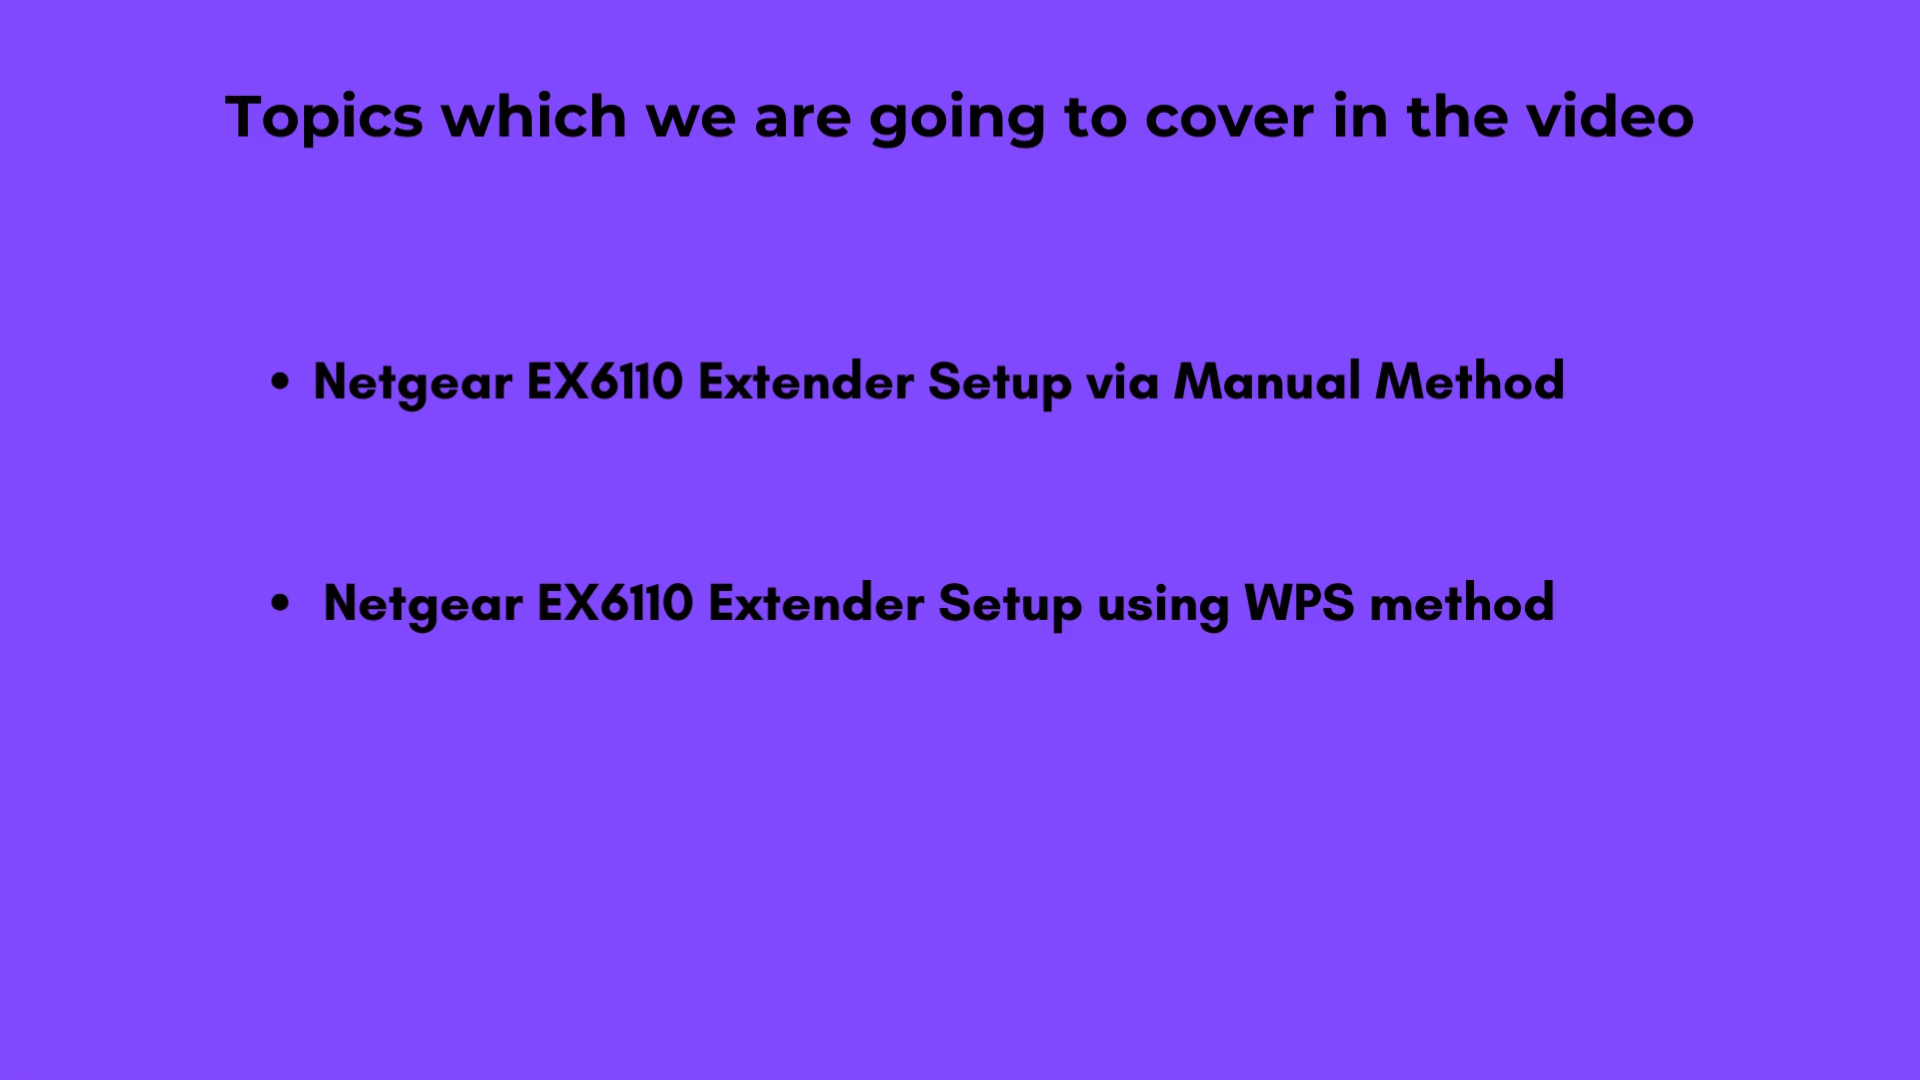 Topics which we are going to cover in the video
• Netgear EX6110 Extender Setup via Manual Method
• Netgear EX6110 Extender Setup using WPS method